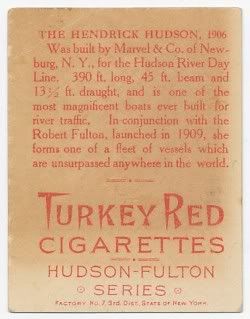 THE HENDRICK HUDSON, 1906
Was built by Marvel & Co. of New-
burg, N. Y., for the Hudson River Day
Line. 390 ft. long, 45 ft. beam and
13½ ft. draught, and is one of the
most magnificent boats ever built for
river traffic. In-conjunction with the
Robert Fulton, launched in 1909, she
forms one of a fleet of vessels which
are unsurpassed anywhere in the world.
TURKEY RED
CIGARETTES
HUDSON-FULTON
SERIES
FACTORY NO. 7, 3RD. DIST. STATE OF NEW YORK.